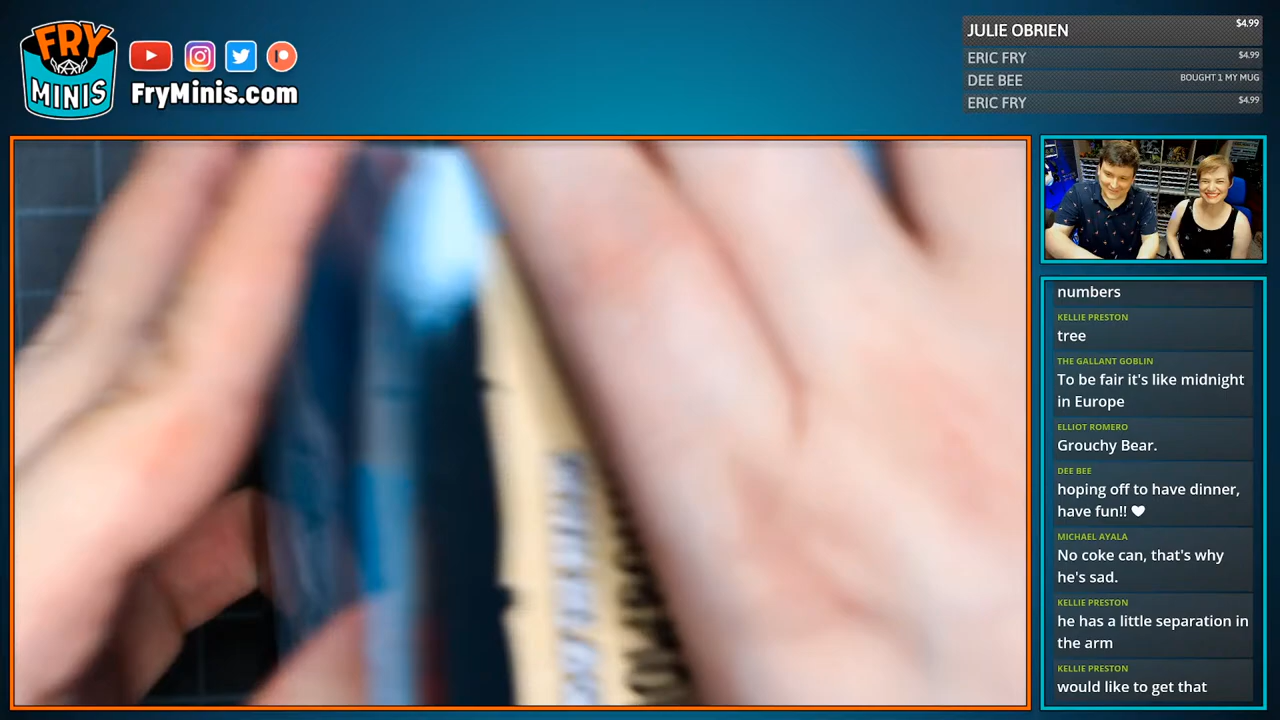 FRY
MINIS
FryMinis.com
JULIE OBRIEN $4.99
ERIC FRY $4.99
DEE BEE BOUGHT 1 MY MUG
ERIC FRY $4.99
numbers
KELLIE PRESTON
tree
THE GALLANT GOBLIN
To be fair it's like midnight
in Europe
ELLIOT ROMERO
Grouchy Bear.
DEE BEE
hoping off to have dinner,
have fun!!
MICHAEL AYALA
No coke can, that's why
he's sad.
KELLIE PRESTON
he has a little separation in
the arm
KELLIE PRESTON
would like to get that